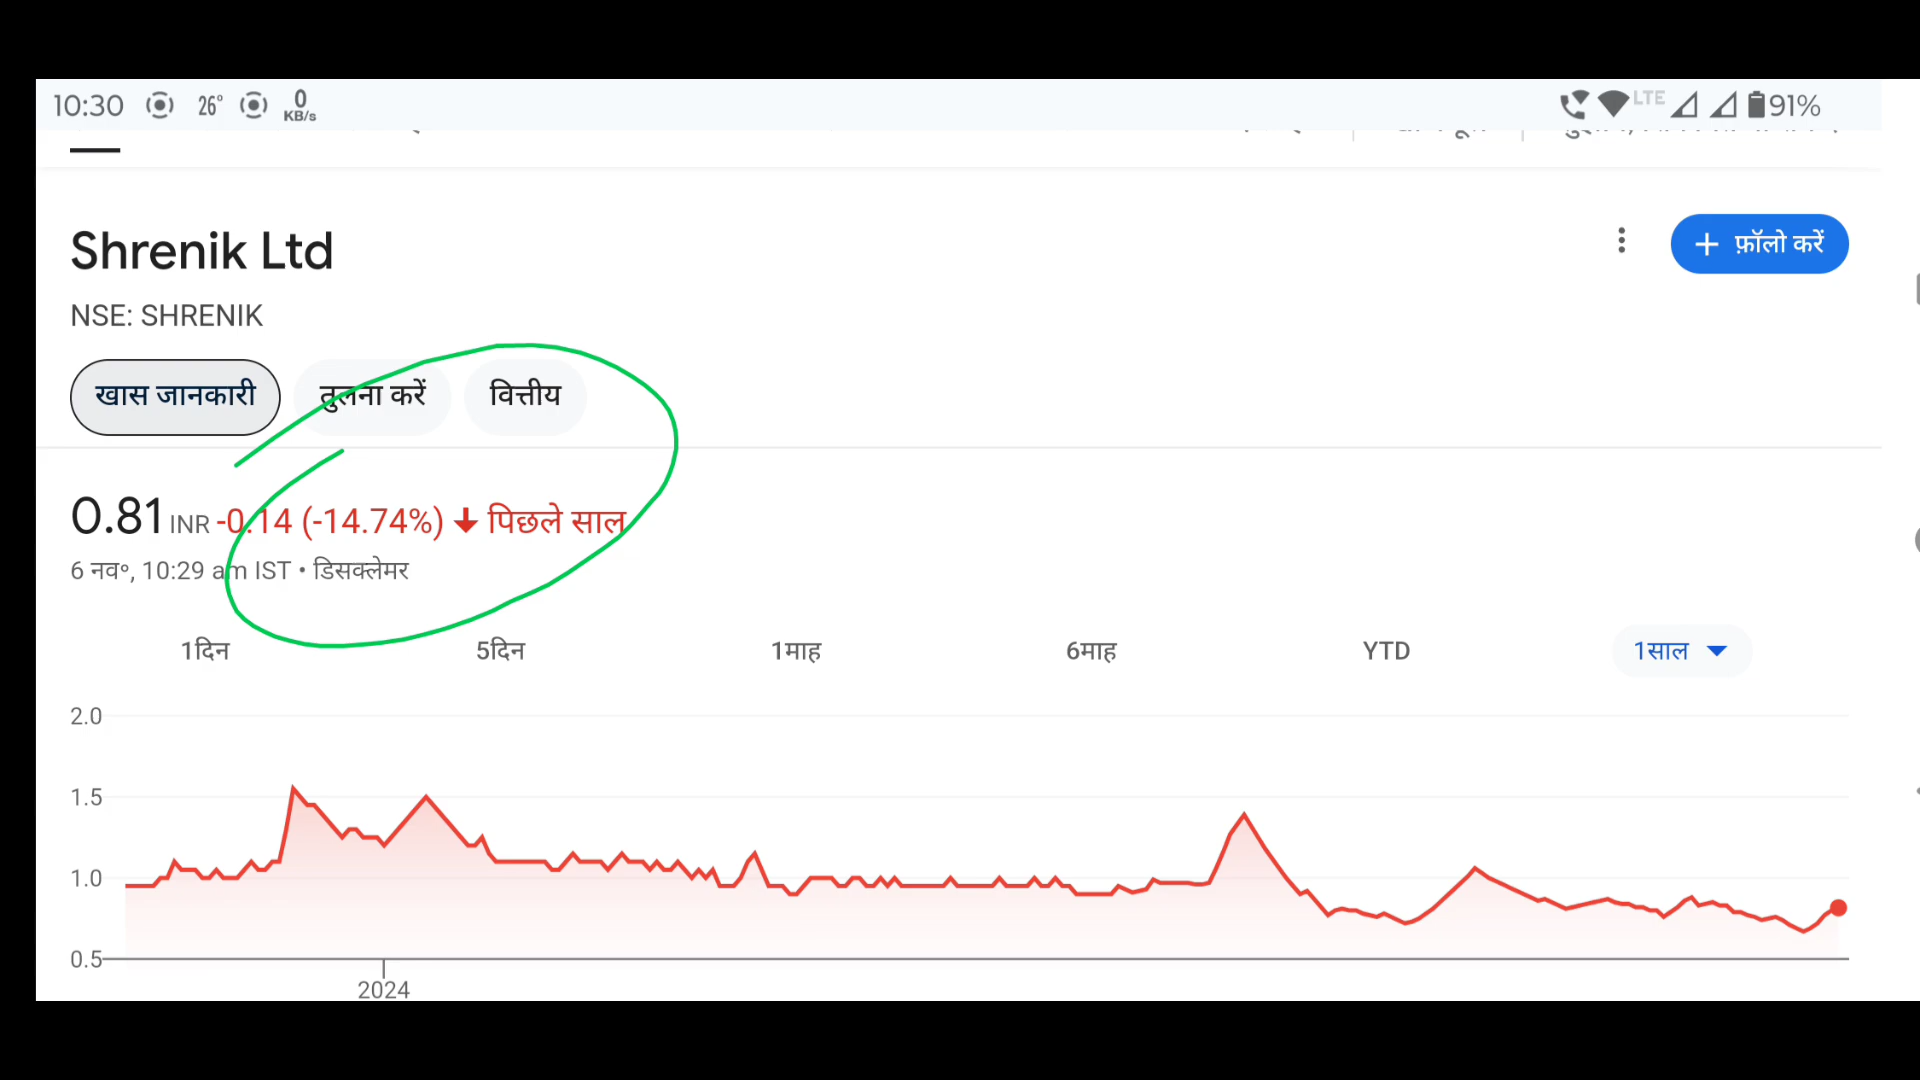 10:30 26° 0 KB/s LTE 91%
Shrenik Ltd
+ फ़ॉलो करें
NSE: SHRENIK
खास जानकारी तुलना करें वित्तीय
0.81 INR -0.14 (-14.74%) ↓ पिछले साल
6 नव॰, 10:29 am IST • डिसक्लेमर
1दिन 5दिन 1माह 6माह YTD 1साल
2.0
1.5
1.0
0.5
2024